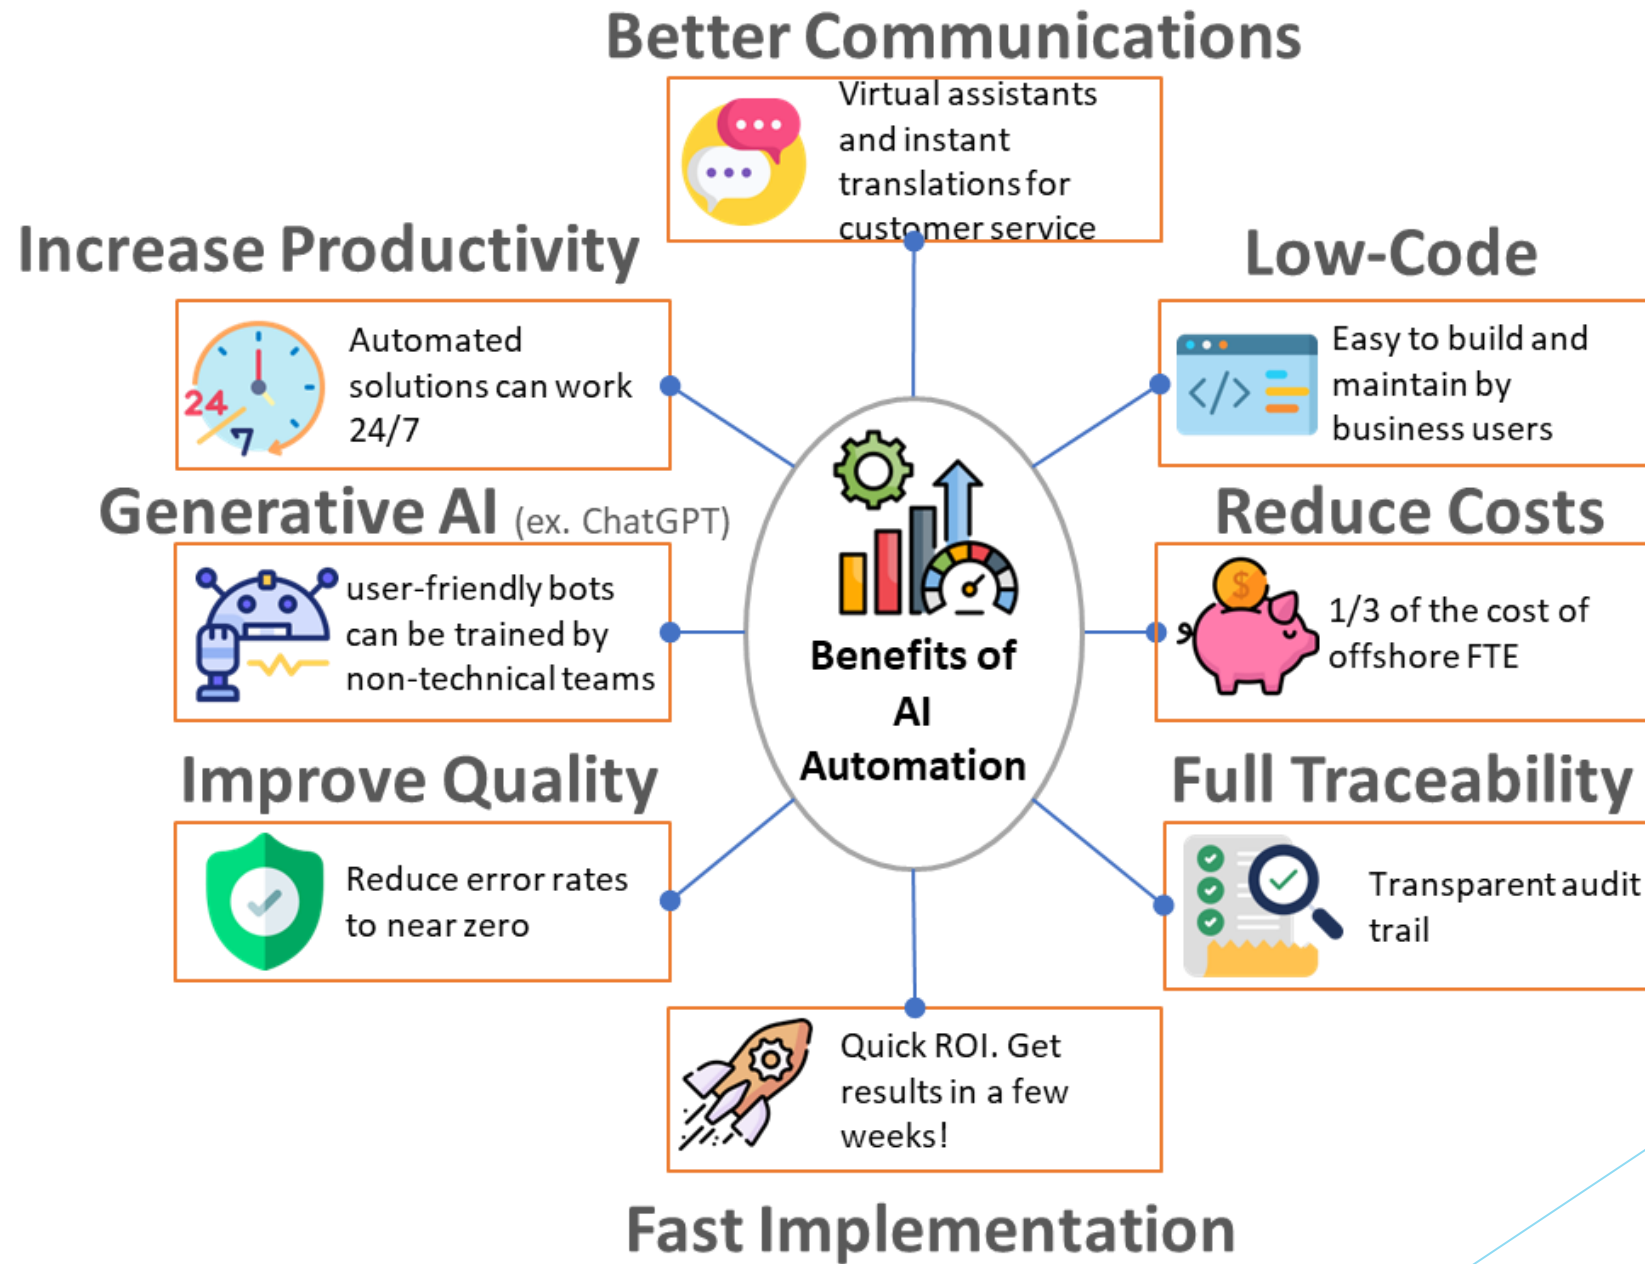 Better Communications
Virtual assistants
and instant
translations for
customer service
Increase Productivity
24
7
Automated
solutions can work
24/7
Low-Code
</>
Easy to build and
maintain by
business users
Generative AI (ex. ChatGPT)
user-friendly bots
can be trained by
non-technical teams
Benefits of
AI
Automation
Reduce Costs
$
1/3 of the cost of
offshore FTE
Improve Quality
Reduce error rates
to near zero
Full Traceability
Transparent audit
trail
Quick ROI. Get
results in a few
weeks!
Fast Implementation